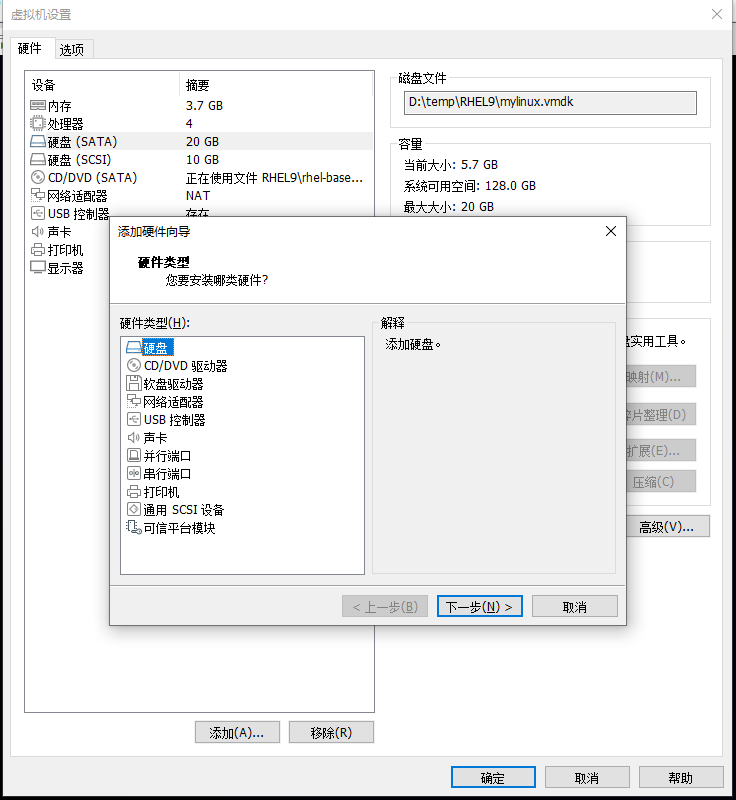 虚拟机设置
硬件 选项
设备 摘要
内存 3.7 GB
处理器 4
硬盘 (SATA) 20 GB
硬盘 (SCSI) 10 GB
CD/DVD (SATA) 正在使用文件 RHEL9\rhel-base...
网络适配器 NAT
USB 控制器 存在
声卡
打印机
显示器
磁盘文件
D:\temp\RHEL9\mylinux.vmdk
容量
当前大小: 5.7 GB
系统可用空间: 128.0 GB
最大大小: 20 GB
添加硬件向导
硬件类型
您要安装哪类硬件?
硬件类型(H):
硬盘
CD/DVD 驱动器
软盘驱动器
网络适配器
USB 控制器
声卡
并行端口
串行端口
打印机
通用 SCSI 设备
可信平台模块
解释
添加硬盘。
< 上一步(B) 下一步(N) > 取消
盘实用工具。
映射(M)...
碎片整理(D)
扩展(E)...
压缩(C)
高级(V)...
添加(A)... 移除(R)
确定 取消 帮助